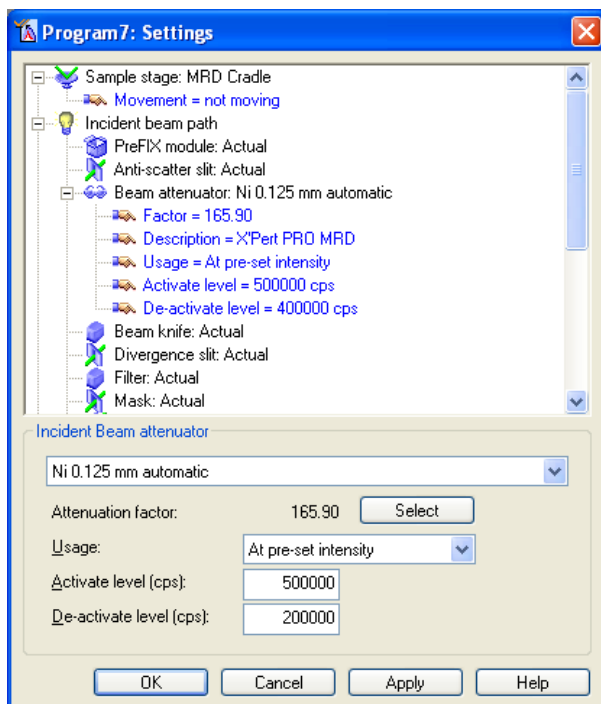 Program7: Settings
Sample stage: MRD Cradle
Movement = not moving
Incident beam path
PreFIX module: Actual
Anti-scatter slit: Actual
Beam attenuator: Ni 0.125 mm automatic
Factor = 165.90
Description = X'Pert PRO MRD
Usage = At pre-set intensity
Activate level = 500000 cps
De-activate level = 400000 cps
Beam knife: Actual
Divergence slit: Actual
Filter: Actual
Mask: Actual
Incident Beam attenuator
Ni 0.125 mm automatic
Attenuation factor: 165.90 Select
Usage: At pre-set intensity
Activate level (cps): 500000
De-activate level (cps): 200000
OK Cancel Apply Help